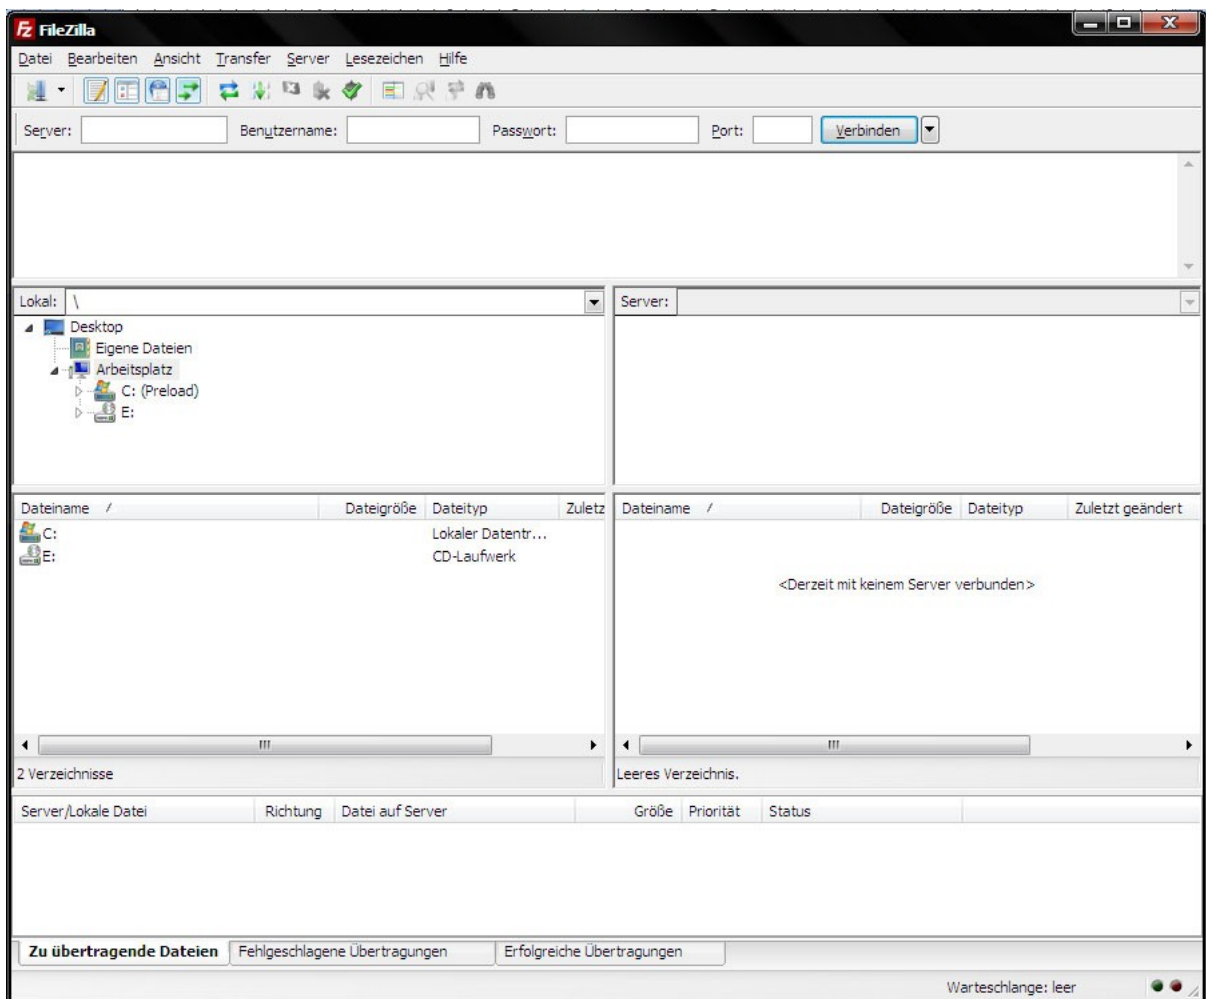 FileZilla
Datei Bearbeiten Ansicht Transfer Server Lesezeichen Hilfe
Server: Benutzername: Passwort: Port: Verbinden
Lokal: \ Server:
Desktop
Eigene Dateien
Arbeitsplatz
C: (Preload)
E:
Dateiname / Dateigröße Dateityp Zuletz Dateiname / Dateigröße Dateityp Zuletzt geändert
C: Lokaler Datentr...
E: CD-Laufwerk
<Derzeit mit keinem Server verbunden>
2 Verzeichnisse Leeres Verzeichnis.
Server/Lokale Datei Richtung Datei auf Server Größe Priorität Status
Zu übertragende Dateien Fehlgeschlagene Übertragungen Erfolgreiche Übertragungen
Warteschlange: leer